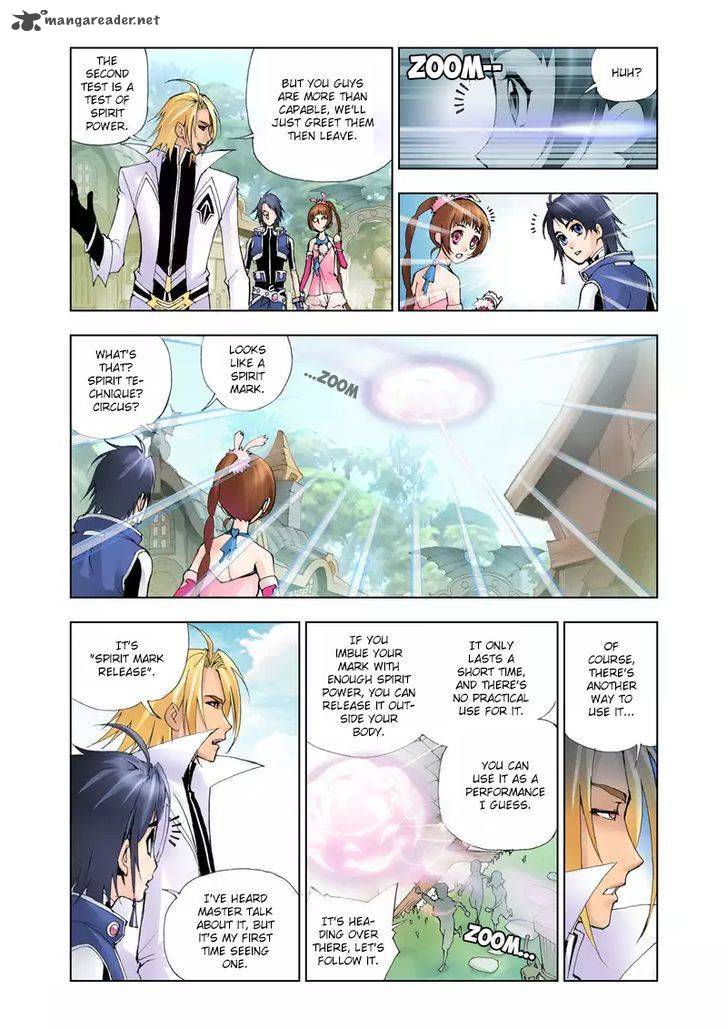 mangareader.net
THE
SECOND
TEST IS A
TEST OF
SPIRIT
POWER.
BUT YOU GUYS
ARE MORE THAN
CAPABLE, WE'LL
JUST GREET THEM
THEN LEAVE.
ZOOM--
HUH?
WHAT'S
THAT?
SPIRIT TE-
CHNIQUE?
CIRCUS?
LOOKS
LIKE A
SPIRIT
MARK.
...ZOOM
IT'S
"SPIRIT MARK
RELEASE".
I'VE HEARD
MASTER TALK
ABOUT IT, BUT
IT'S MY FIRST
TIME SEEING
ONE.
IF YOU
IMBUE YOUR
MARK WITH
ENOUGH SPIRIT
POWER, YOU CAN
RELEASE IT OUT-
SIDE YOUR
BODY.
IT ONLY
LASTS A
SHORT TIME,
AND THERE'S
NO PRACTICAL
USE FOR IT.
YOU CAN
USE IT AS A
PERFORMANCE
I GUESS.
IT'S HEA-
DING OVER
THERE, LET'S
FOLLOW IT.
ZOOM...
OF
COURSE,
THERE'S
ANOTHER
WAY TO
USE IT...